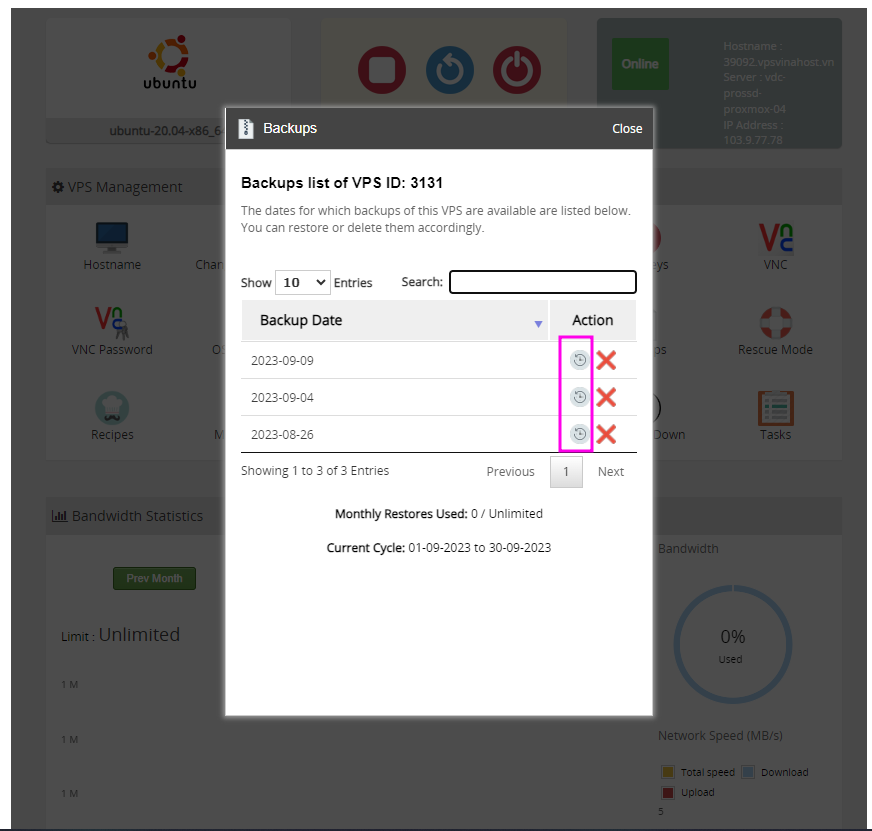 ubuntu
ubuntu-20.04-x86_6
Online
Hostname :
39092.vpsvinahost.vn
Server : vdc-
prossd-
proxmox-04
IP Address :
103.9.77.78
Backups
Close
Backups list of VPS ID: 3131
The dates for which backups of this VPS are available are listed below.
You can restore or delete them accordingly.
Show 10 Entries Search:
Backup Date Action
2023-09-09
2023-09-04
2023-08-26
Showing 1 to 3 of 3 Entries Previous 1 Next
Monthly Restores Used: 0 / Unlimited
Current Cycle: 01-09-2023 to 30-09-2023
VPS Management
Hostname
Chan
ys
VNC
VNC Password
O
ps
Rescue Mode
Recipes
M
Down
Tasks
Bandwidth Statistics
Prev Month
Limit : Unlimited
1 M
1 M
1 M
Bandwidth
0%
Used
Network Speed (MB/s)
Total speed Download
Upload
5